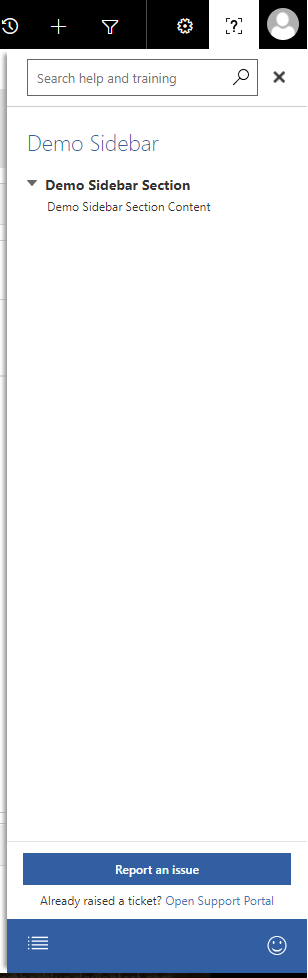 Search help and training
Demo Sidebar
Demo Sidebar Section
Demo Sidebar Section Content
Report an issue
Already raised a ticket? Open Support Portal